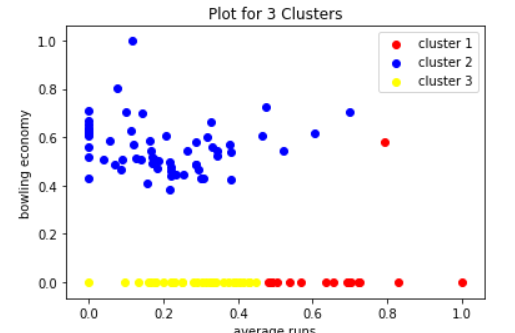 Plot for 3 Clusters
cluster 1
cluster 2
cluster 3
bowling economy
1.0
0.8
0.6
0.4
0.2
0.0
0.0 0.2 0.4 0.6 0.8 1.0
average runs